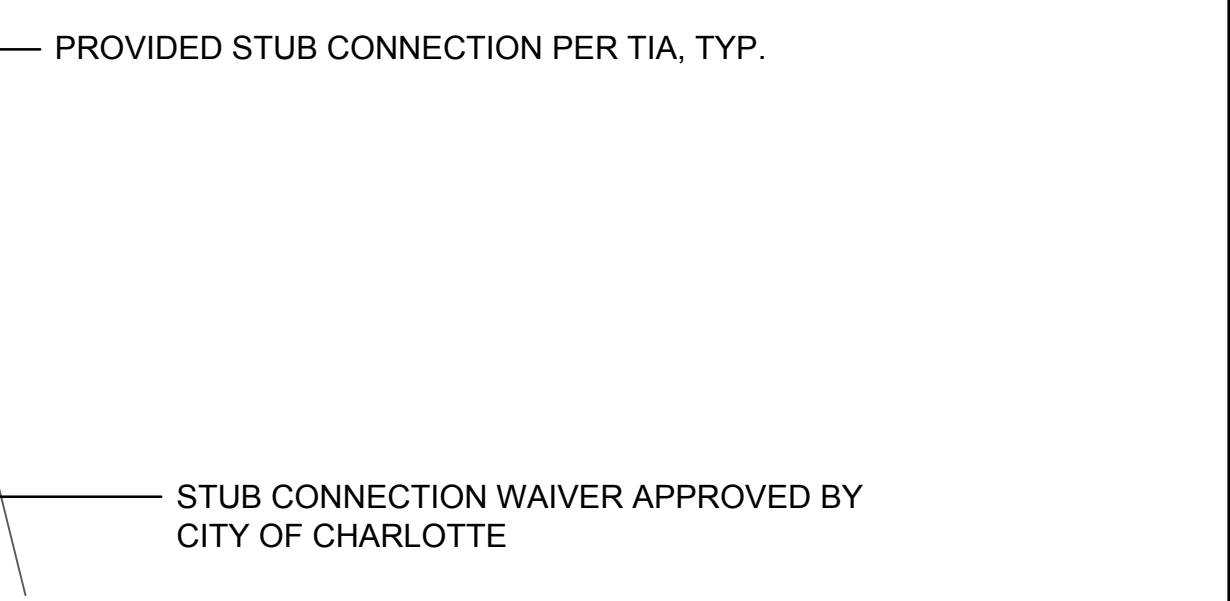 PROVIDED STUB CONNECTION PER TIA, TYP.
STUB CONNECTION WAIVER APPROVED BY
CITY OF CHARLOTTE